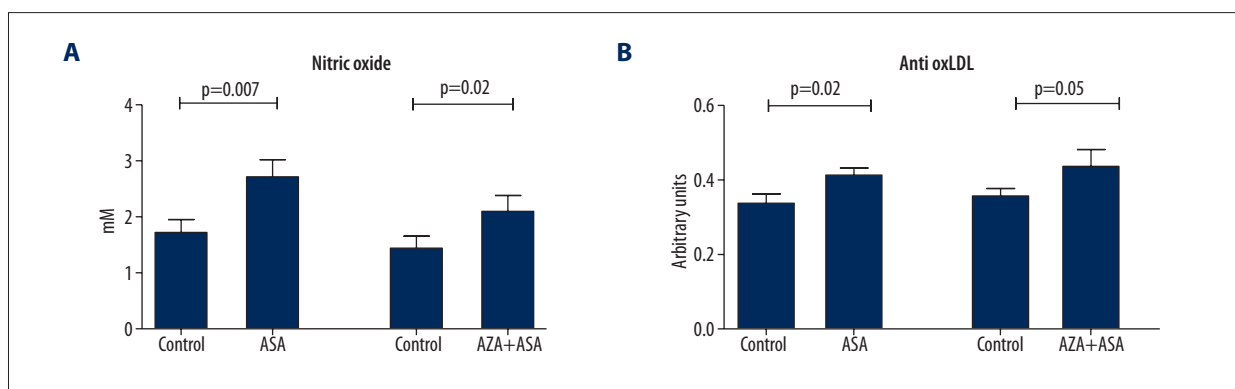 A
Nitric oxide
p=0.007
p=0.02
4
3
2
1
0
mM
Control
ASA
Control
AZA+ASA
B
Anti oxLDL
p=0.02
p=0.05
0.6
0.4
0.2
0.0
Arbitrary units
Control
ASA
Control
AZA+ASA